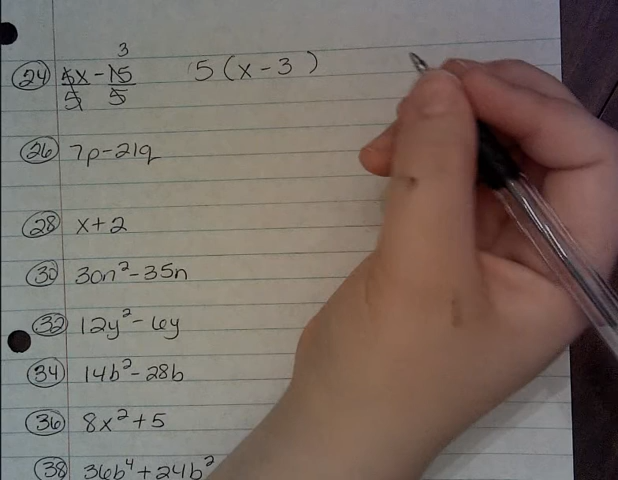 24 5x - 15 3 5 (x - 3)
5 5
26 7p - 21q
28 x + 2
30 30n² - 35n
32 12y² - 6y
34 14b² - 28b
36 8x² + 5
38 36b⁴ + 24b²